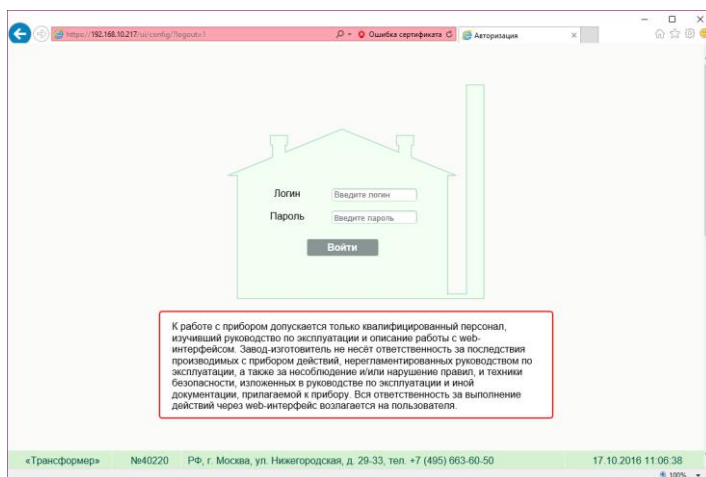 https://192.168.10.217/ui/config/?logout=1 Ошибка сертификата Авторизация
Логин Введите логин
Пароль Введите пароль
Войти
К работе с прибором допускается только квалифицированный персонал,
изучивший руководство по эксплуатации и описание работы с web-
интерфейсом. Завод-изготовитель не несёт ответственность за последствия
производимых с прибором действий, нерегламентированных руководством по
эксплуатации, а также за несоблюдение и/или нарушение правил, и техники
безопасности, изложенных в руководстве по эксплуатации и иной
документации, прилагаемой к прибору. Вся ответственность за выполнение
действий через web-интерфейс возлагается на пользователя.
«Трансформер» №40220 РФ, г. Москва, ул. Нижегородская, д. 29-33, тел. +7 (495) 663-60-50 17.10.2016 11:06:38
100%